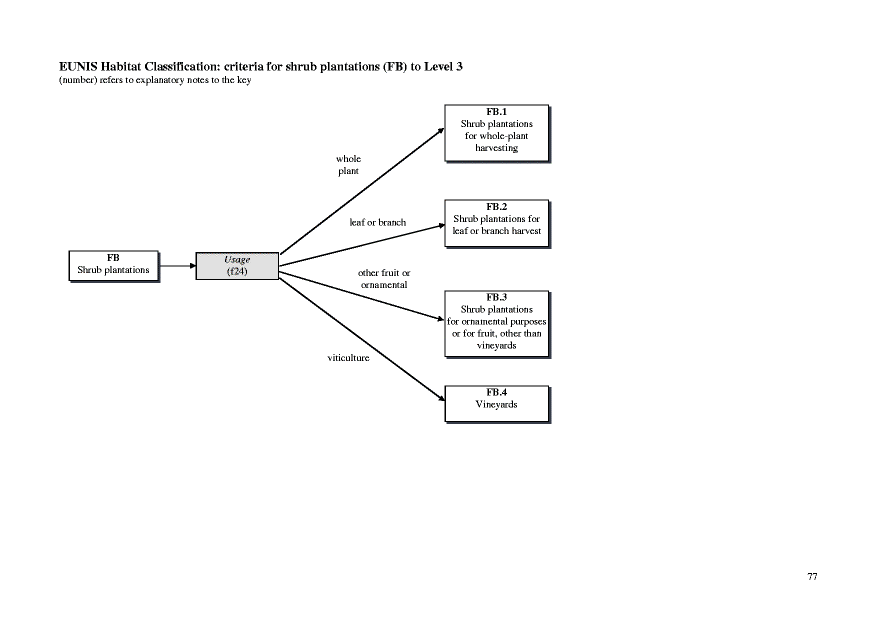 EUNIS Habitat Classification: criteria for shrub plantations (FB) to Level 3
(number) refers to explanatory notes to the key
FB.1
Shrub plantations
for whole-plant
harvesting
whole
plant
FB.2
Shrub plantations for
leaf or branch harvest
leaf or branch
FB
Shrub plantations
Usage
(f24)
other fruit or
ornamental
FB.3
Shrub plantations
for ornamental purposes
or for fruit, other than
vineyards
viticulture
FB.4
Vineyards
77